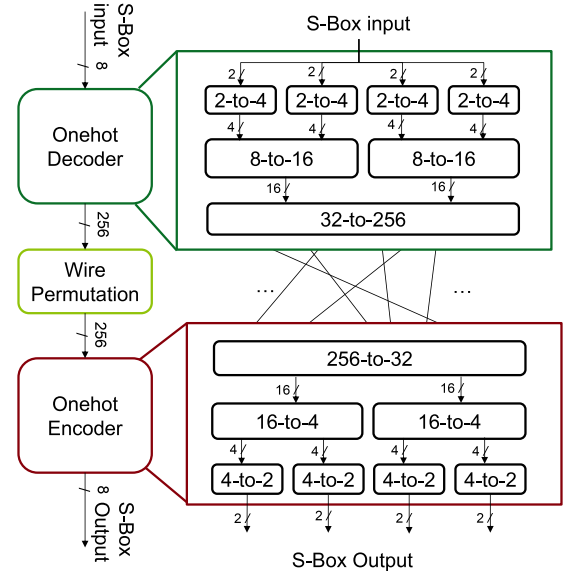 S-Box
input
8
Onehot
Decoder
256
Wire
Permutation
256
Onehot
Encoder
8
S-Box
Output
S-Box input
2 2 2 2
2-to-4 2-to-4 2-to-4 2-to-4
4 4 4 4
8-to-16 8-to-16
16 16
32-to-256
... ...
256-to-32
16 16
16-to-4 16-to-4
4 4 4 4
4-to-2 4-to-2 4-to-2 4-to-2
2 2 2 2
S-Box Output